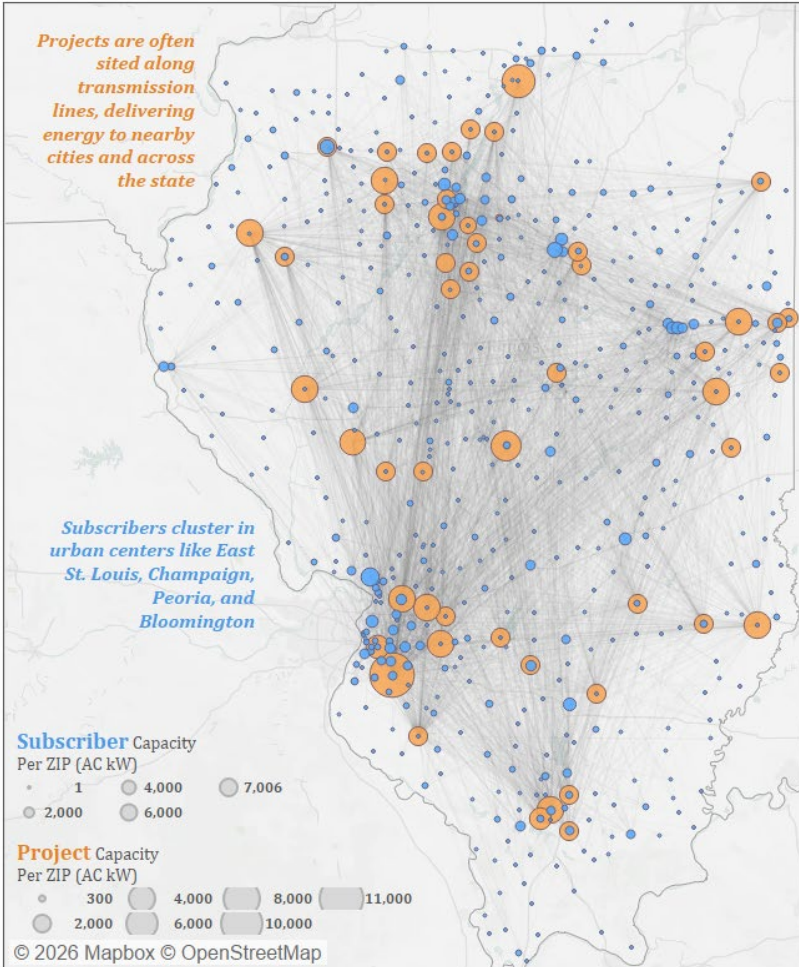 Projects are often
sited along
transmission
lines, delivering
energy to nearby
cities and across
the state
Subscribers cluster in
urban centers like East
St. Louis, Champaign,
Peoria, and
Bloomington
Subscriber Capacity
Per ZIP (AC kW)
1 4,000 7,006
2,000 6,000
Project Capacity
Per ZIP (AC kW)
300 4,000 8,000 11,000
2,000 6,000 10,000
© 2026 Mapbox © OpenStreetMap